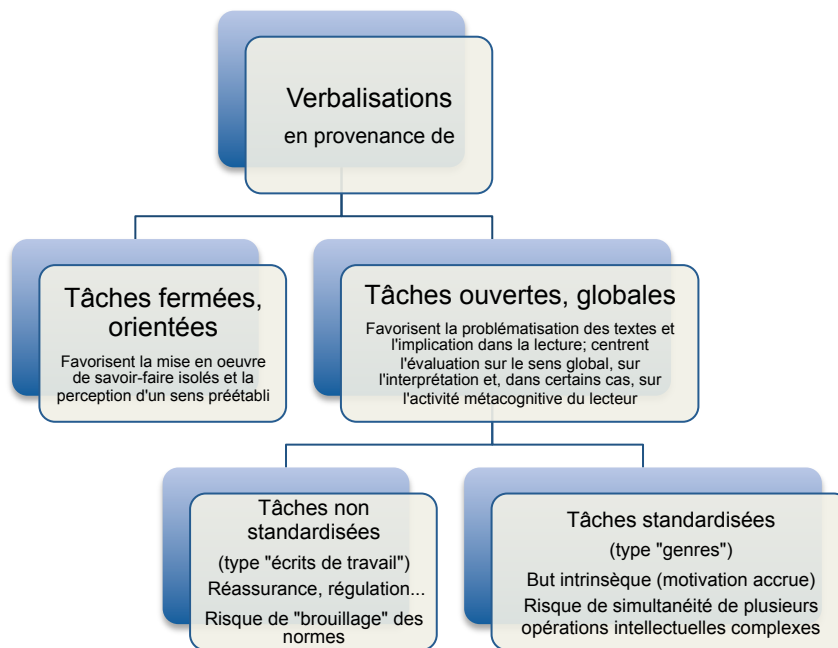 Verbalisations
en provenance de
Tâches fermées,
orientées
Favorisent la mise en oeuvre
de savoir-faire isolés et la
perception d'un sens préétabli
Tâches ouvertes, globales
Favorisent la problématisation des textes et
l'implication dans la lecture; centrent
l'évaluation sur le sens global, sur
l'interprétation et, dans certains cas, sur
l'activité métacognitive du lecteur
Tâches non
standardisées
(type "écrits de travail")
Réassurance, régulation...
Risque de "brouillage" des
normes
Tâches standardisées
(type "genres")
But intrinsèque (motivation accrue)
Risque de simultanéité de plusieurs
opérations intellectuelles complexes